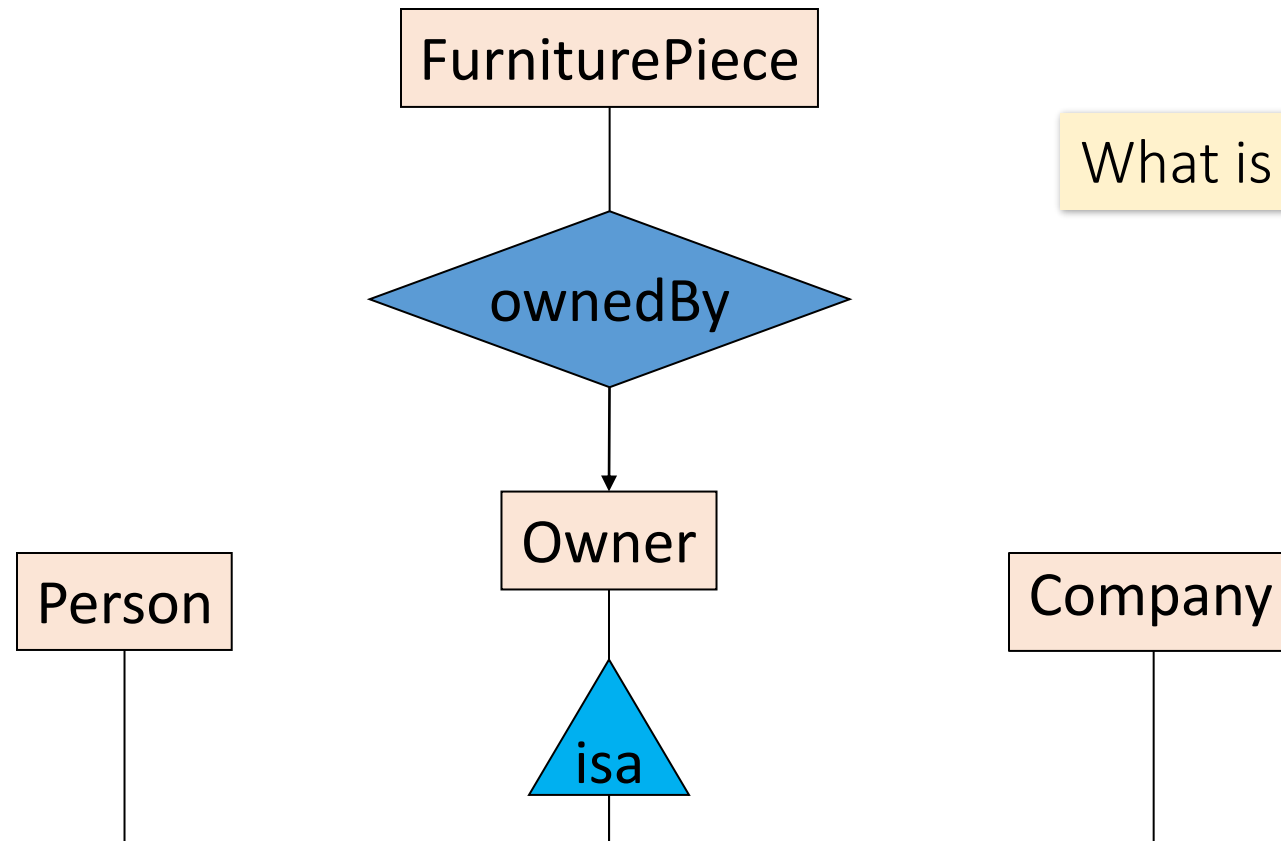 FurniturePiece
What is
ownedBy
Owner
Person
Company
isa